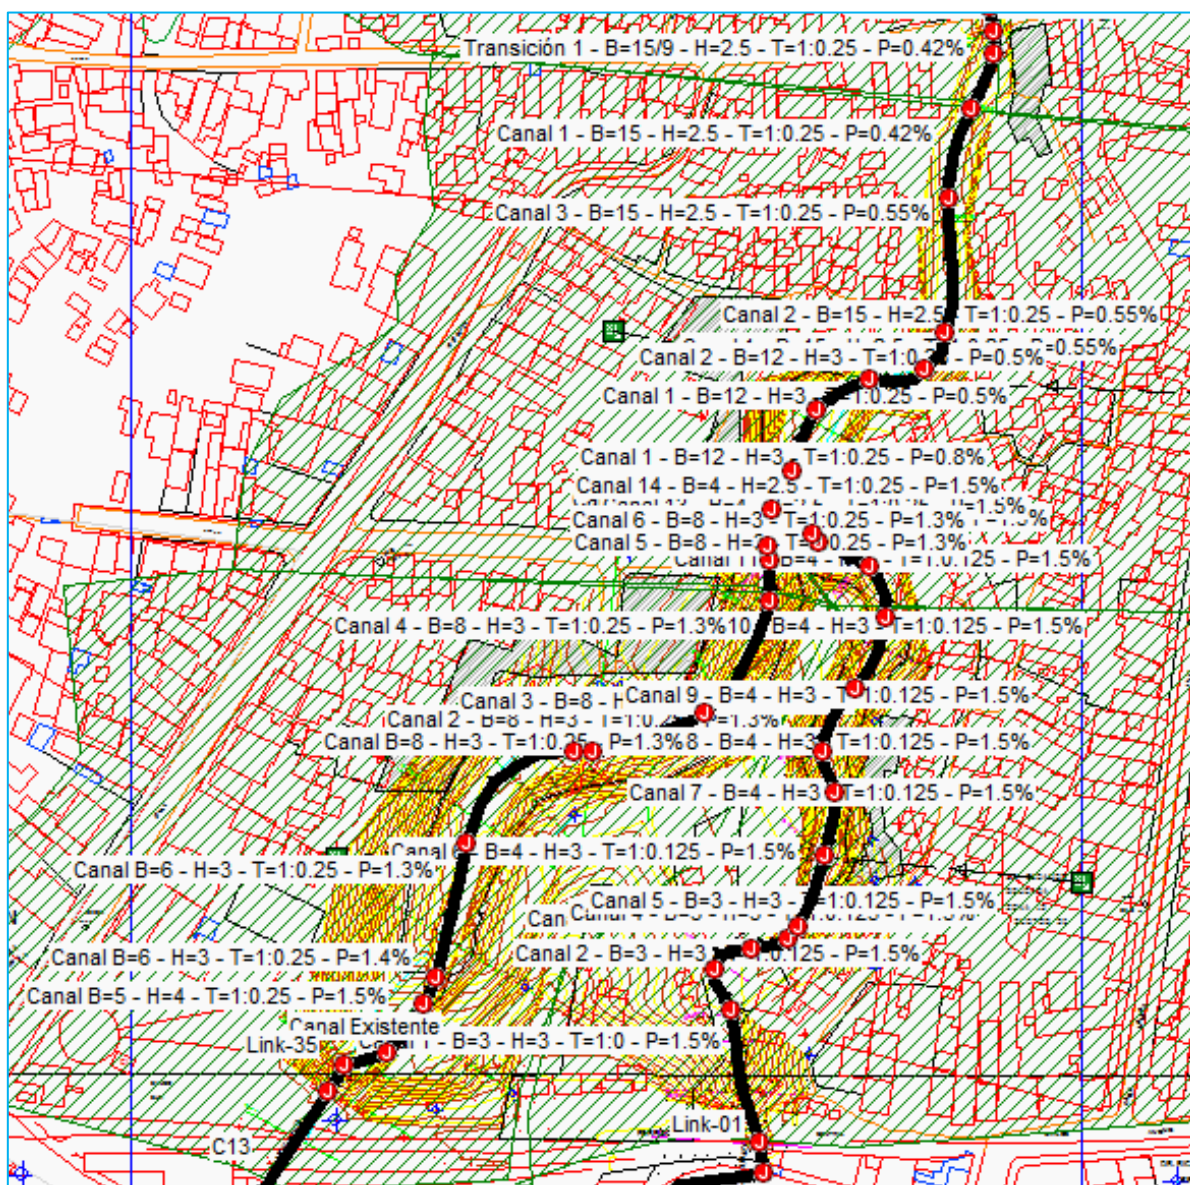 Transición 1 - B=15/9 - H=2.5 - T=1:0.25 - P=0.42%
Canal 1 - B=15 - H=2.5 - T=1:0.25 - P=0.42%
Canal 3 - B=15 - H=2.5 - T=1:0.25 - P=0.55%
Canal 2 - B=15 - H=2.5 - T=1:0.25 - P=0.55%
P=0.55%
Canal 2 - B=12 - H=3 - T=1:0.25 - P=0.5%
Canal 1 - B=12 - H=3 - 1:0.25 - P=0.5%
Canal 1 - B=12 - H=3 - T=1:0.25 - P=0.8%
Canal 14 - B=4 - H=2.5 - T=1:0.25 - P=1.5%
Canal 6 - B=8 - H=3 - T=1:0.25 - P=1.3%
Canal 5 - B=8 - H=3 - T=1:0.25 - P=1.3%
B=4 - T=1:0.125 - P=1.5%
Canal 4 - B=8 - H=3 - T=1:0.25 - P=1.3% 10 B=4 - H=3 - T=1:0.125 - P=1.5%
Canal 3 - B=8 - H Canal 9 - B=4 - H=3 - T=1:0.125 - P=1.5%
Canal 2 - B=8 - H=3 - T=1:0.25 P=1.3%
Canal B=8 - H=3 - T=1:0.25 - P=1.3% 8 - B=4 - H=3 - T=1:0.125 - P=1.5%
Canal 7 - B=4 - H=3 T=1:0.125 - P=1.5%
Canal B=4 - H=3 - T=1:0.125 - P=1.5%
Canal B=6 - H=3 - T=1:0.25 - P=1.3%
Canal 5 - B=3 - H=3 - T=1:0.125 - P=1.5%
Canal 2 - B=3 - H=3 1:0.125 - P=1.5%
Canal B=6 - H=3 - T=1:0.25 - P=1.4%
Canal B=5 - H=4 - T=1:0.25 - P=1.5%
Canal Existente
Link-35 1 - B=3 - H=3 - T=1:0 - P=1.5%
Link-01
C13